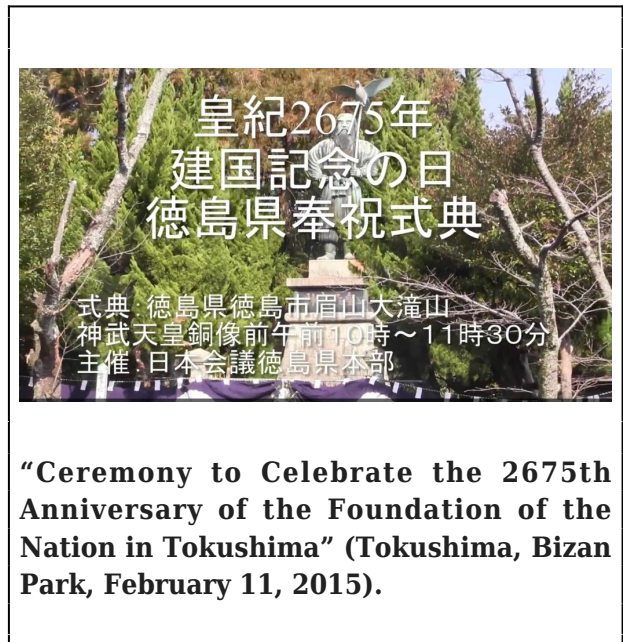 皇紀2675年
建国記念の日
徳島県奉祝式典
式典：徳島県徳島市眉山大滝山
神武天皇銅像前午前10時～11時30分
主催：日本会議徳島県本部
“Ceremony to Celebrate the 2675th
Anniversary of the Foundation of the
Nation in Tokushima” (Tokushima, Bizan
Park, February 11, 2015).